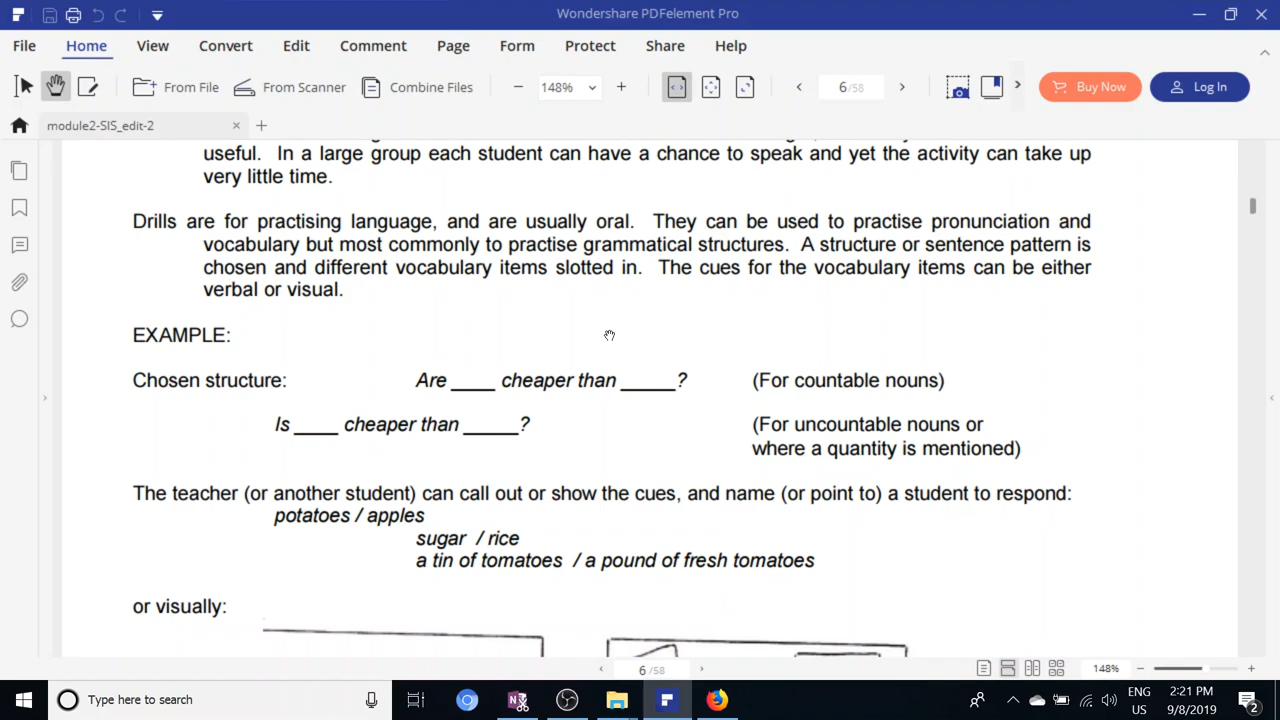 Wondershare PDFelement Pro
File Home View Convert Edit Comment Page Form Protect Share Help
From File From Scanner Combine Files 148% 6/58 Buy Now Log In
module2-SIS_edit-2
useful. In a large group each student can have a chance to speak and yet the activity can take up
very little time.
Drills are for practising language, and are usually oral. They can be used to practise pronunciation and
vocabulary but most commonly to practise grammatical structures. A structure or sentence pattern is
chosen and different vocabulary items slotted in. The cues for the vocabulary items can be either
verbal or visual.
EXAMPLE:
Chosen structure: Are ____ cheaper than _____? (For countable nouns)
Is ____ cheaper than _____? (For uncountable nouns or
where a quantity is mentioned)
The teacher (or another student) can call out or show the cues, and name (or point to) a student to respond:
potatoes / apples
sugar / rice
a tin of tomatoes / a pound of fresh tomatoes
or visually:
6/58 148%
Type here to search
ENG
US
2:21 PM
9/8/2019
2